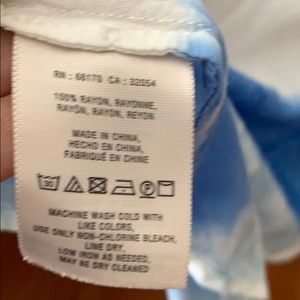 RN : 66170 CA : 32054
100% RAYON, RAYONNE,
RAYON, RAYON, REYON
MADE IN CHINA,
HECHO EN CHINA,
FABRIQUÉ EN CHINE
MACHINE WASH COLD WITH
LIKE COLORS,
USE ONLY NON-CHLORINE BLEACH,
LINE DRY,
LOW IRON AS NEEDED,
MAY BE DRY CLEANED